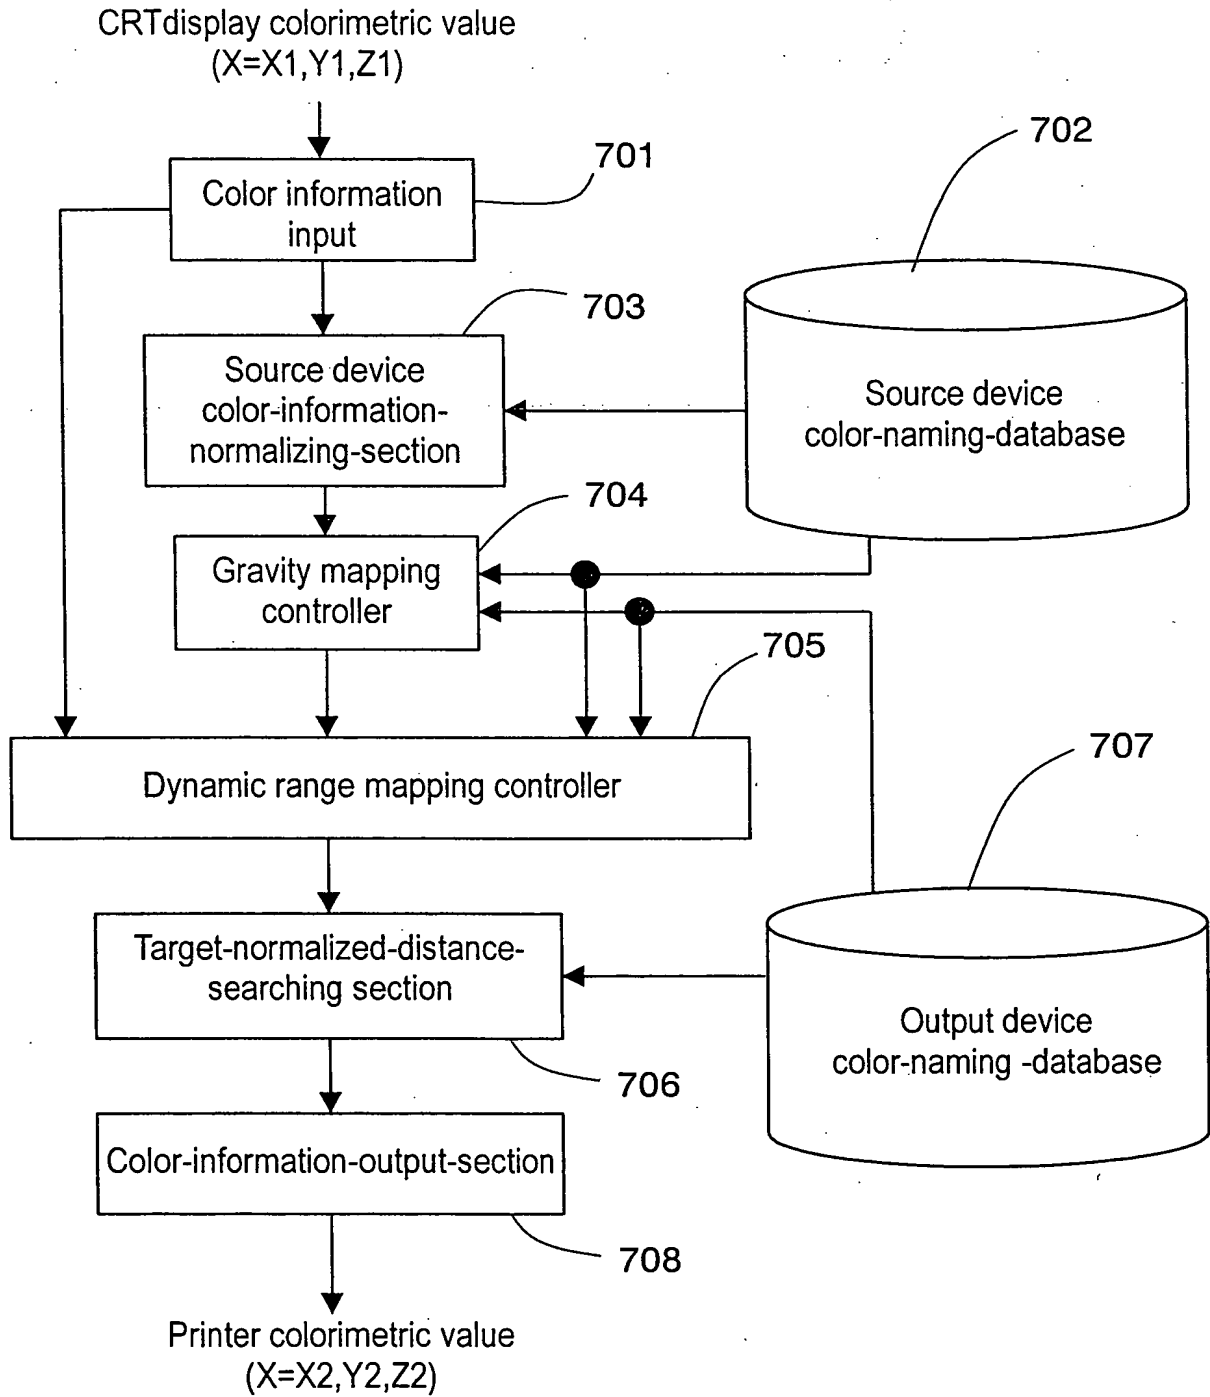 CRTdisplay colorimetric value
(X=X1,Y1,Z1)
701
702
Color information
input
703
Source device
color-information-
normalizing-section
Source device
color-naming-database
704
Gravity mapping
controller
705
Dynamic range mapping controller
707
Target-normalized-distance-
searching section
Output device
color-naming -database
706
Color-information-output-section
708
Printer colorimetric value
(X=X2,Y2,Z2)